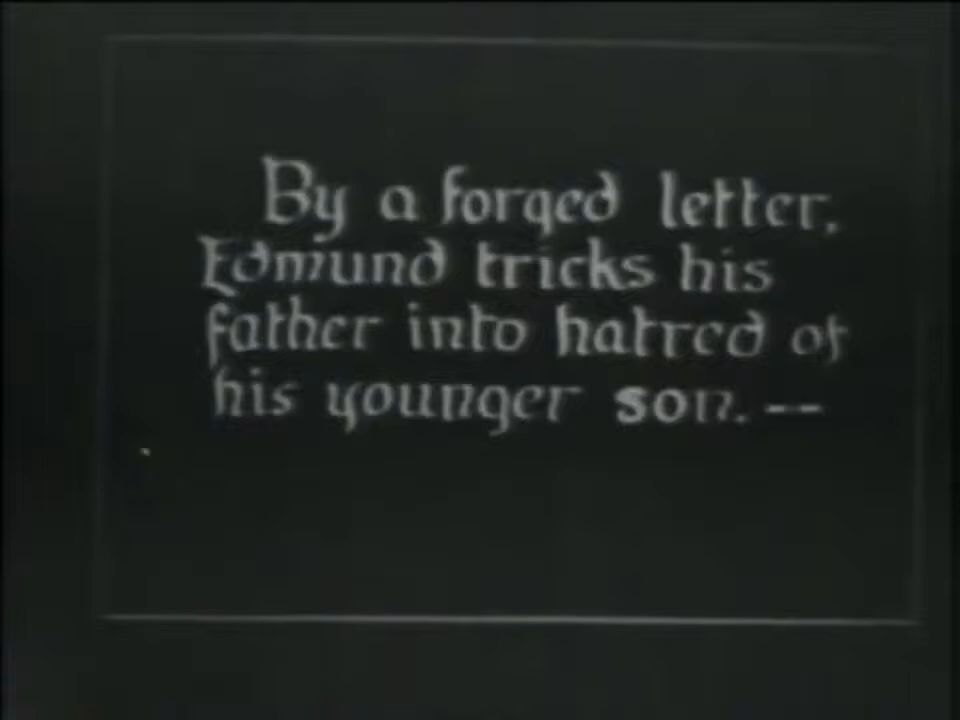 By a forged letter,
Edmund tricks his
father into hatred of
his younger son. --